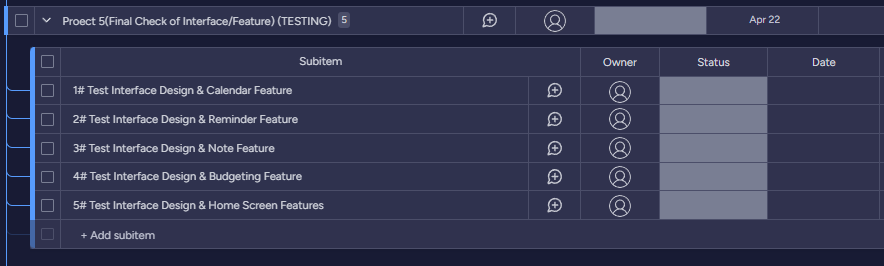 Proect 5(Final Check of Interface/Feature) (TESTING) 5 Apr 22
Subitem Owner Status Date
1# Test Interface Design & Calendar Feature
2# Test Interface Design & Reminder Feature
3# Test Interface Design & Note Feature
4# Test Interface Design & Budgeting Feature
5# Test Interface Design & Home Screen Features
+ Add subitem